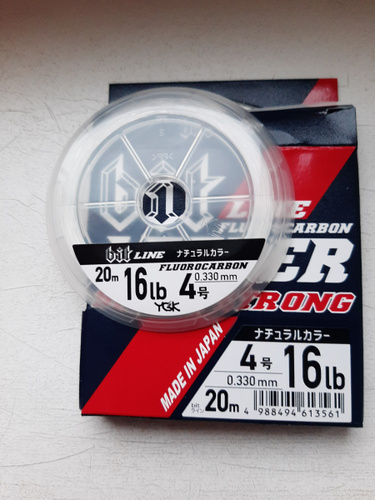 bit
bit LINE ナチュラルカラー
FLUOROCARBON
20m 16lb 4号 0.330mm
YGK
LINE
FLUOROCARBON
ER
TRONG
MADE IN JAPAN
ナチュラルカラー
4号 16lb
0.330mm
20m
4 988494 613561